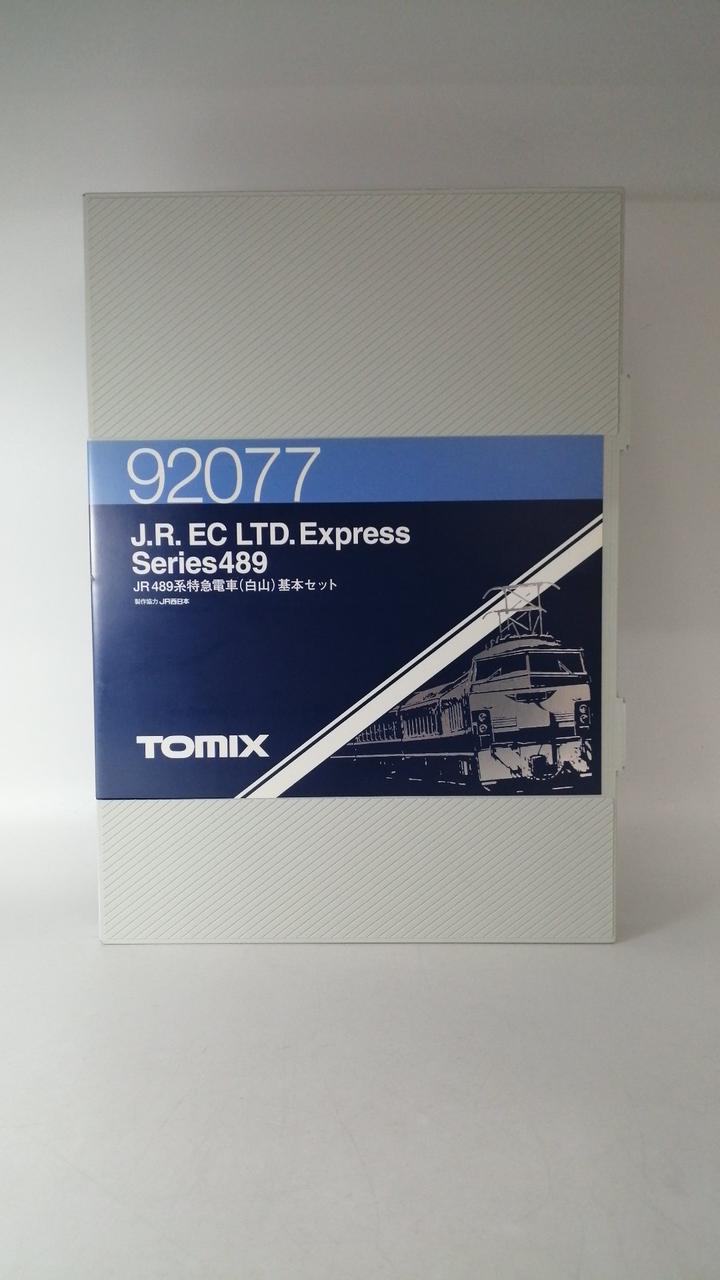 92077
J.R. EC LTD. Express
Series489
JR 489系特急電車(白山)基本セット
製作協力 JR西日本
TOMIX